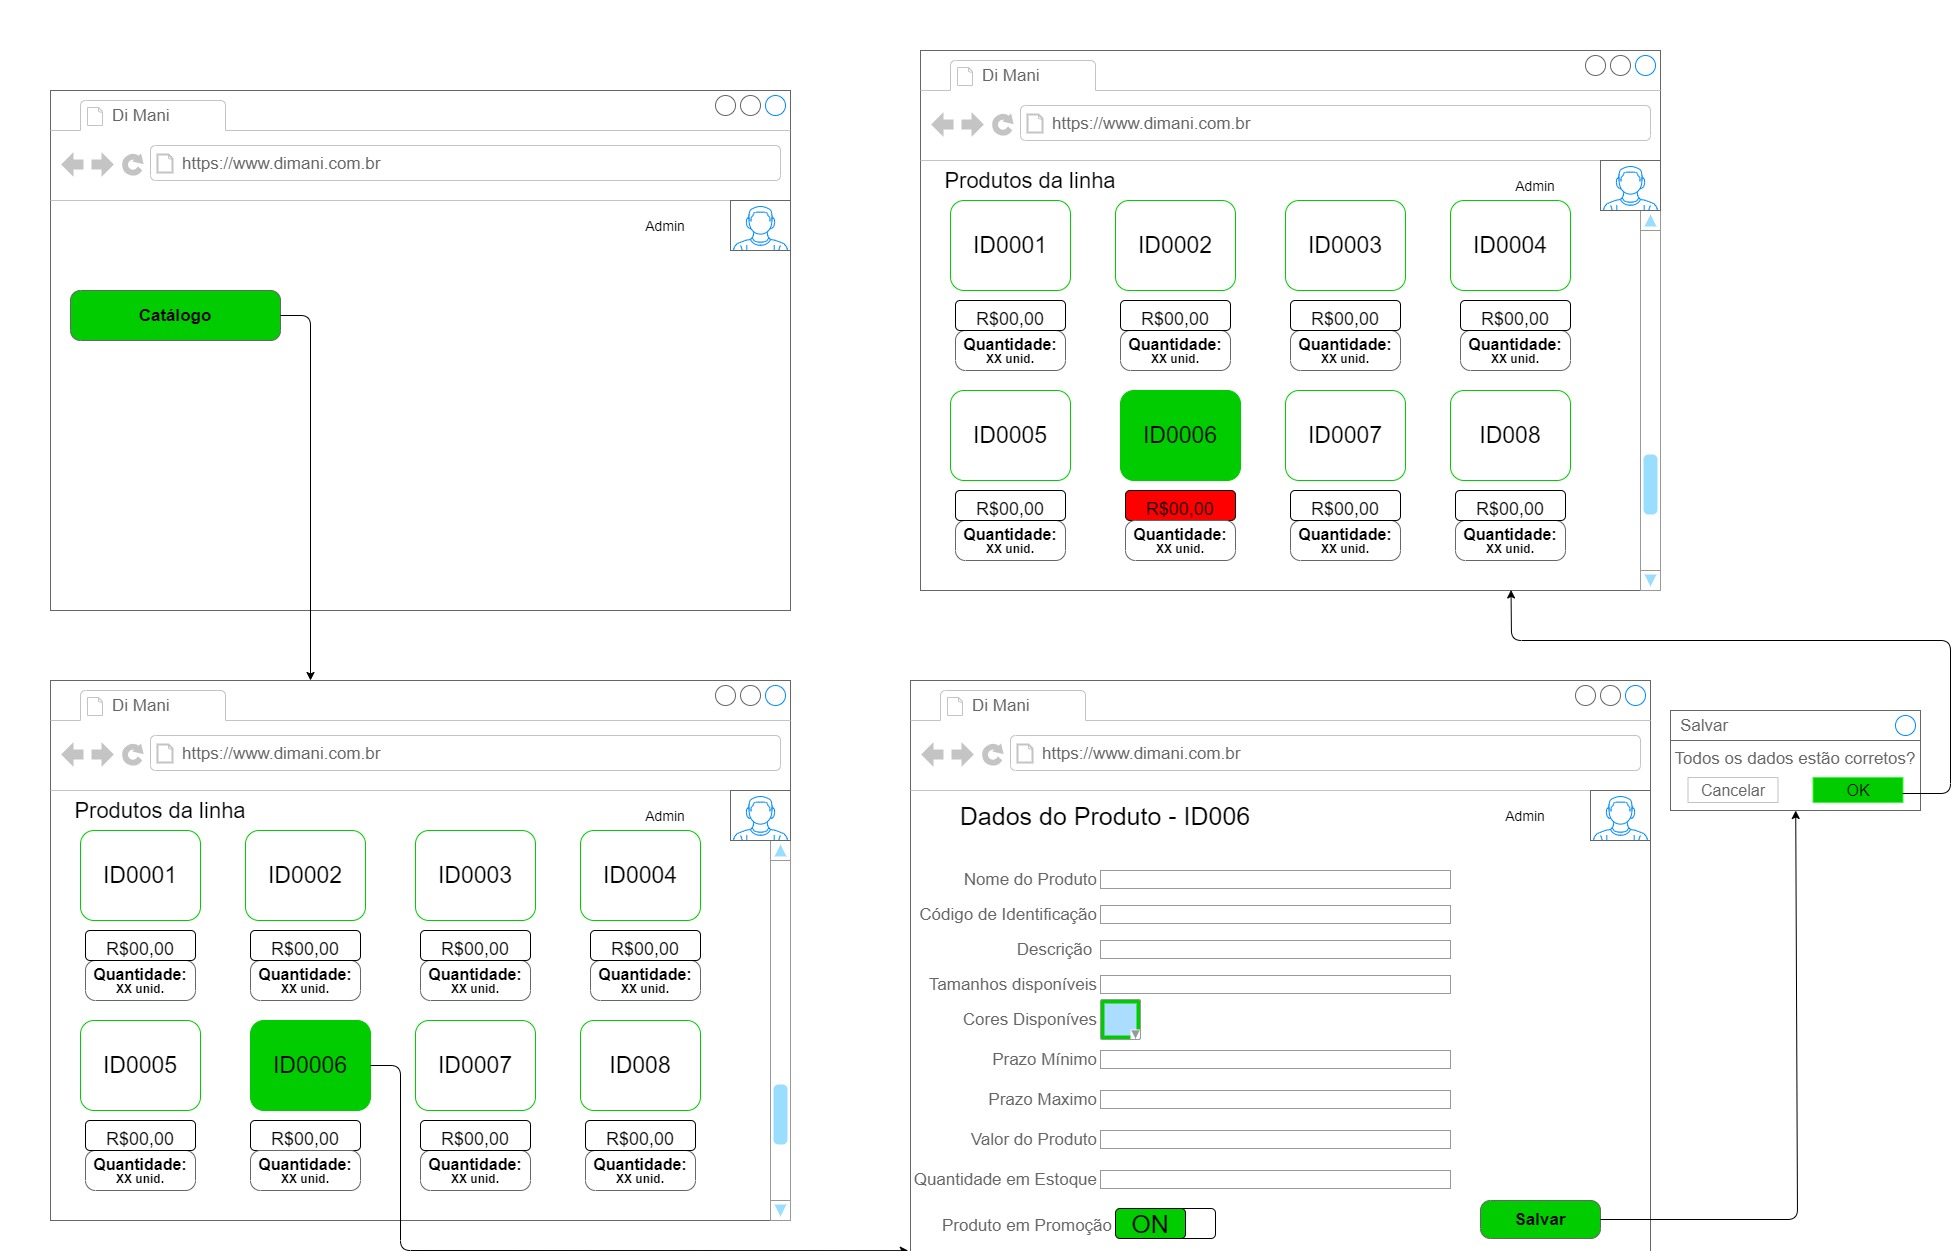 Di Mani
https://www.dimani.com.br
Admin
Catálogo
Di Mani
https://www.dimani.com.br
Produtos da linha
Admin
ID0001 ID0002 ID0003 ID0004
R$00,00 R$00,00 R$00,00 R$00,00
Quantidade: Quantidade: Quantidade: Quantidade:
XX unid. XX unid. XX unid. XX unid.
ID0005 ID0006 ID0007 ID008
R$00,00 R$00,00 R$00,00 R$00,00
Quantidade: Quantidade: Quantidade: Quantidade:
XX unid. XX unid. XX unid. XX unid.
Di Mani
https://www.dimani.com.br
Produtos da linha
Admin
ID0001 ID0002 ID0003 ID0004
R$00,00 R$00,00 R$00,00 R$00,00
Quantidade: Quantidade: Quantidade: Quantidade:
XX unid. XX unid. XX unid. XX unid.
ID0005 ID0006 ID0007 ID008
R$00,00 R$00,00 R$00,00 R$00,00
Quantidade: Quantidade: Quantidade: Quantidade:
XX unid. XX unid. XX unid. XX unid.
Di Mani
https://www.dimani.com.br
Dados do Produto - ID006
Admin
Nome do Produto
Código de Identificação
Descrição
Tamanhos disponíveis
Cores Disponíves
Prazo Mínimo
Prazo Maximo
Valor do Produto
Quantidade em Estoque
Produto em Promoção ON
Salvar
Salvar
Todos os dados estão corretos?
Cancelar OK